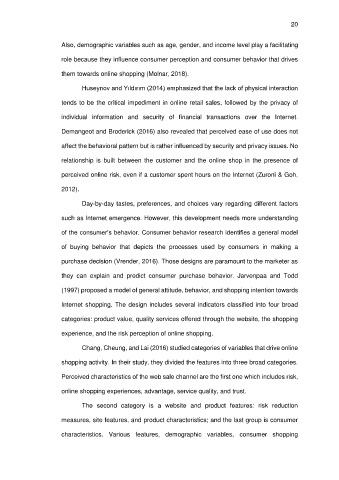 20
Also, demographic variables such as age, gender, and income level play a facilitating
role because they influence consumer perception and consumer behavior that drives
them towards online shopping (Molnar, 2018).
Huseynov and Yıldırım (2014) emphasized that the lack of physical interaction
tends to be the critical impediment in online retail sales, followed by the privacy of
individual information and security of financial transactions over the Internet.
Demangeot and Broderick (2016) also revealed that perceived ease of use does not
affect the behavioral pattern but is rather influenced by security and privacy issues. No
relationship is built between the customer and the online shop in the presence of
perceived online risk, even if a customer spent hours on the Internet (Zuroni & Goh,
2012).
Day-by-day tastes, preferences, and choices vary regarding different factors
such as Internet emergence. However, this development needs more understanding
of the consumer's behavior. Consumer behavior research identifies a general model
of buying behavior that depicts the processes used by consumers in making a
purchase decision (Vrender, 2016). Those designs are paramount to the marketer as
they can explain and predict consumer purchase behavior. Jarvenpaa and Todd
(1997) proposed a model of general attitude, behavior, and shopping intention towards
Internet shopping. The design includes several indicators classified into four broad
categories: product value, quality services offered through the website, the shopping
experience, and the risk perception of online shopping.
Chang, Cheung, and Lai (2016) studied categories of variables that drive online
shopping activity. In their study, they divided the features into three broad categories.
Perceived characteristics of the web sale channel are the first one which includes risk,
online shopping experiences, advantage, service quality, and trust.
The second category is a website and product features: risk reduction
measures, site features, and product characteristics; and the last group is consumer
characteristics. Various features, demographic variables, consumer shopping